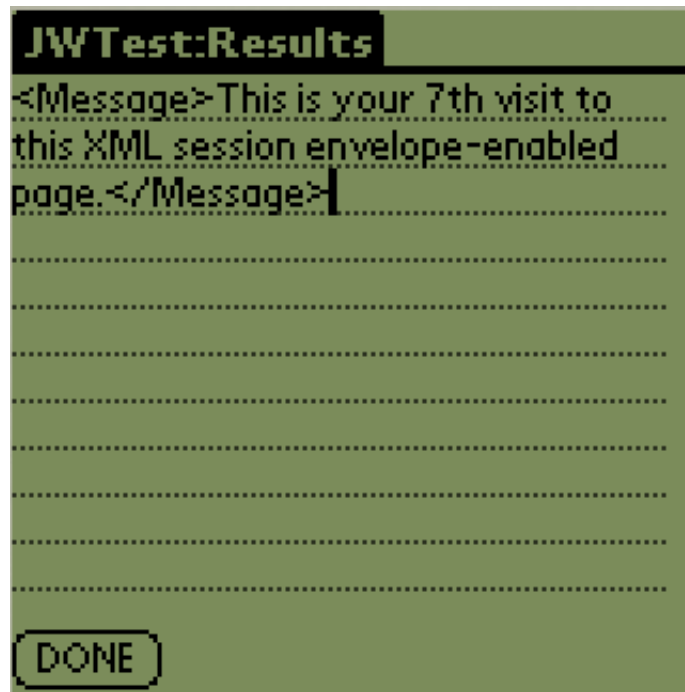 JWTest:Results
<Message>This is your 7th visit to
this XML session envelope-enabled
page.</Message>
DONE